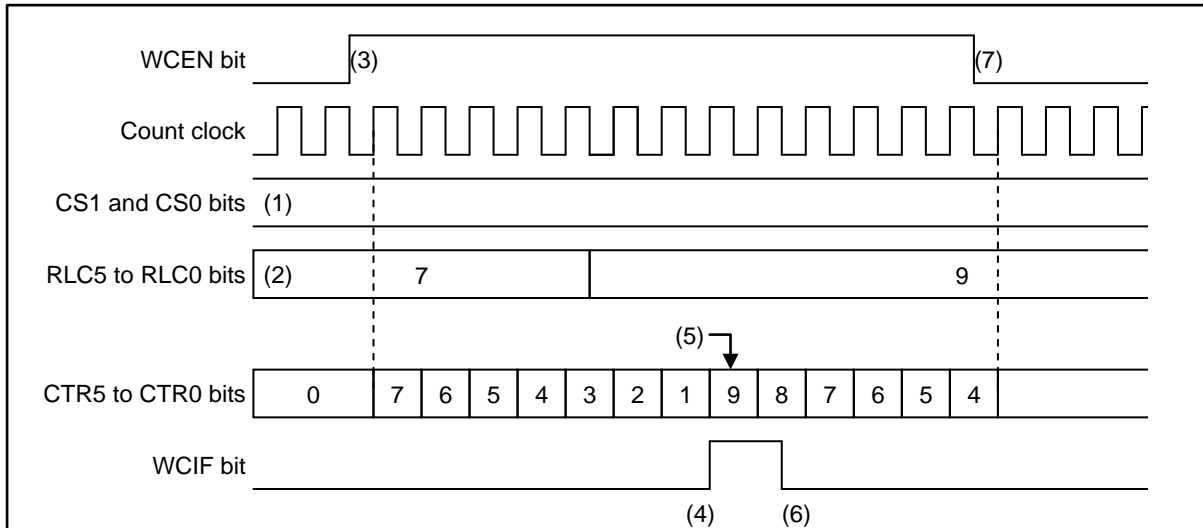 WCEN bit (3) (7)
Count clock
CS1 and CS0 bits (1)
RLC5 to RLC0 bits (2) 7 9
(5)
CTR5 to CTR0 bits 0 7 6 5 4 3 2 1 9 8 7 6 5 4
WCIF bit
(4) (6)